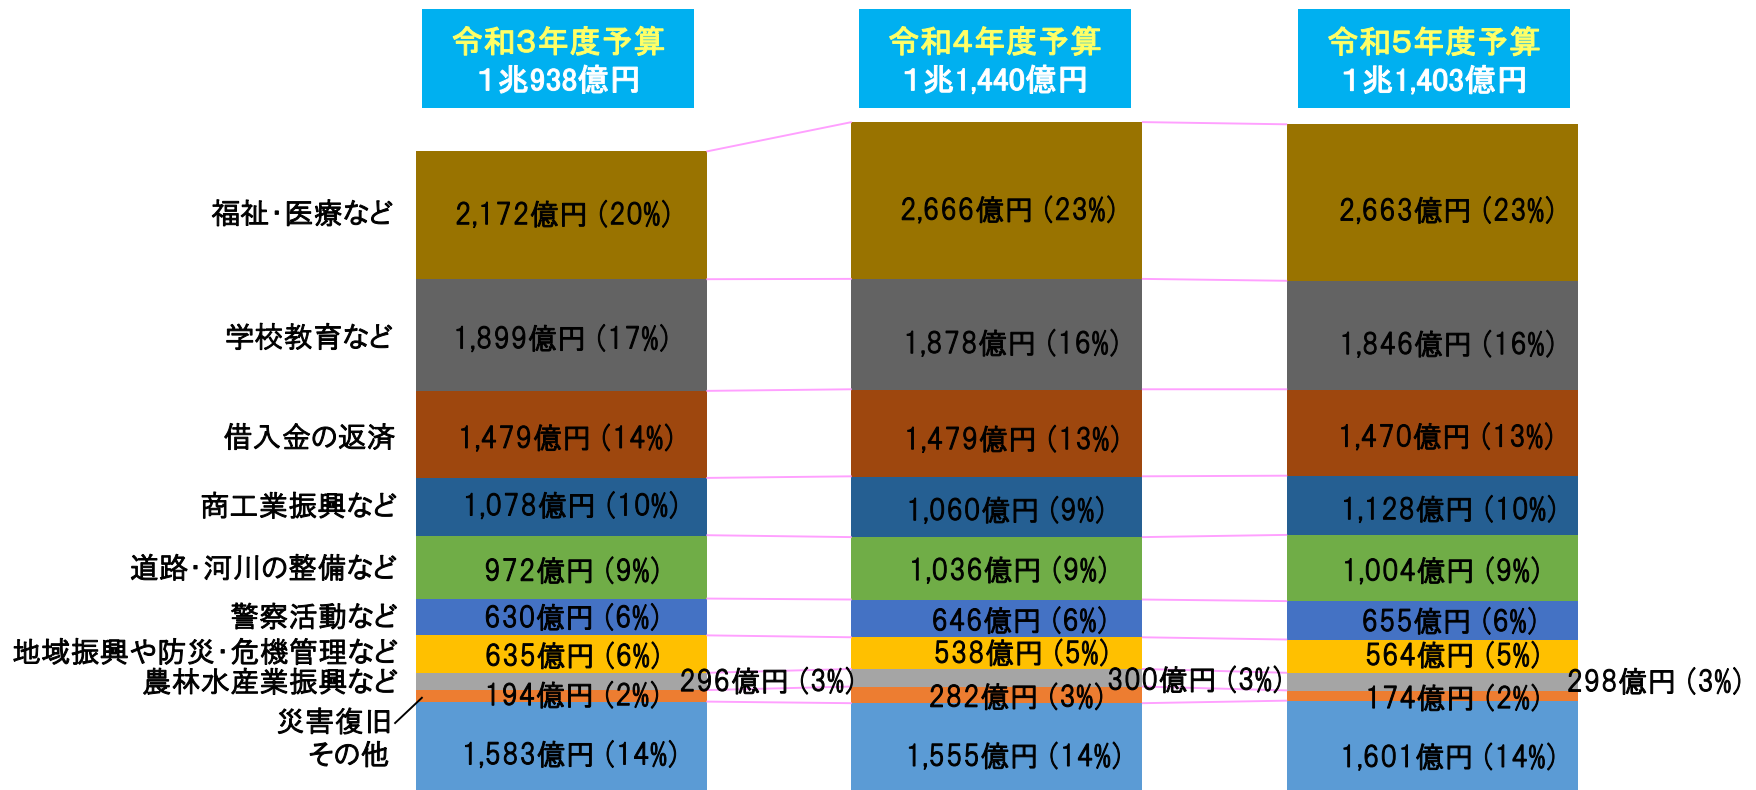 令和３年度予算
１兆938億円
令和４年度予算
１兆1,440億円
令和５年度予算
１兆1,403億円
福祉・医療など
2,172億円（20%）
2,666億円（23%）
2,663億円（23%）
学校教育など
1,899億円（17%）
1,878億円（16%）
1,846億円（16%）
借入金の返済
1,479億円（14%）
1,479億円（13%）
1,470億円（13%）
商工業振興など
1,078億円（10%）
1,060億円（9%）
1,128億円（10%）
道路・河川の整備など
972億円（9%）
1,036億円（9%）
1,004億円（9%）
警察活動など
630億円（6%）
646億円（6%）
655億円（6%）
地域振興や防災・危機管理など
635億円（6%）
538億円（5%）
564億円（5%）
農林水産業振興など
296億円（3%）
300億円（3%）
298億円（3%）
災害復旧
194億円（2%）
282億円（3%）
174億円（2%）
その他
1,583億円（14%）
1,555億円（14%）
1,601億円（14%）